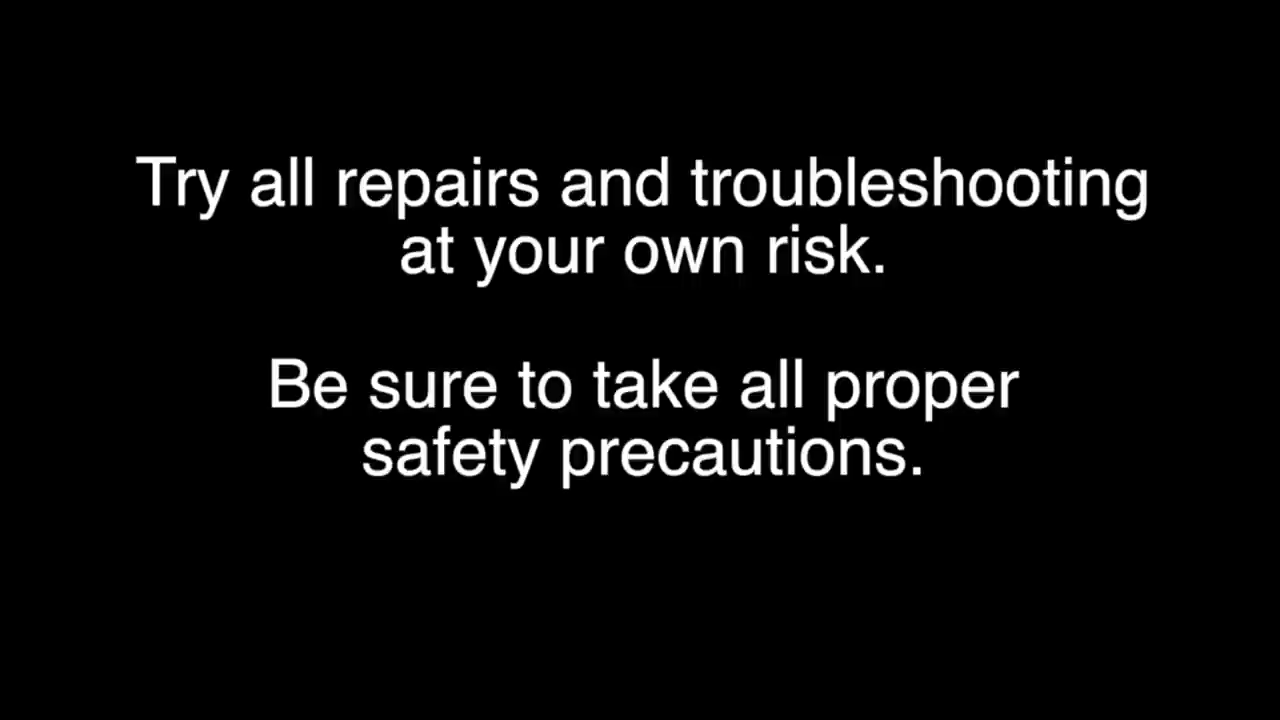 Try all repairs and troubleshooting
at your own risk.
Be sure to take all proper
safety precautions.